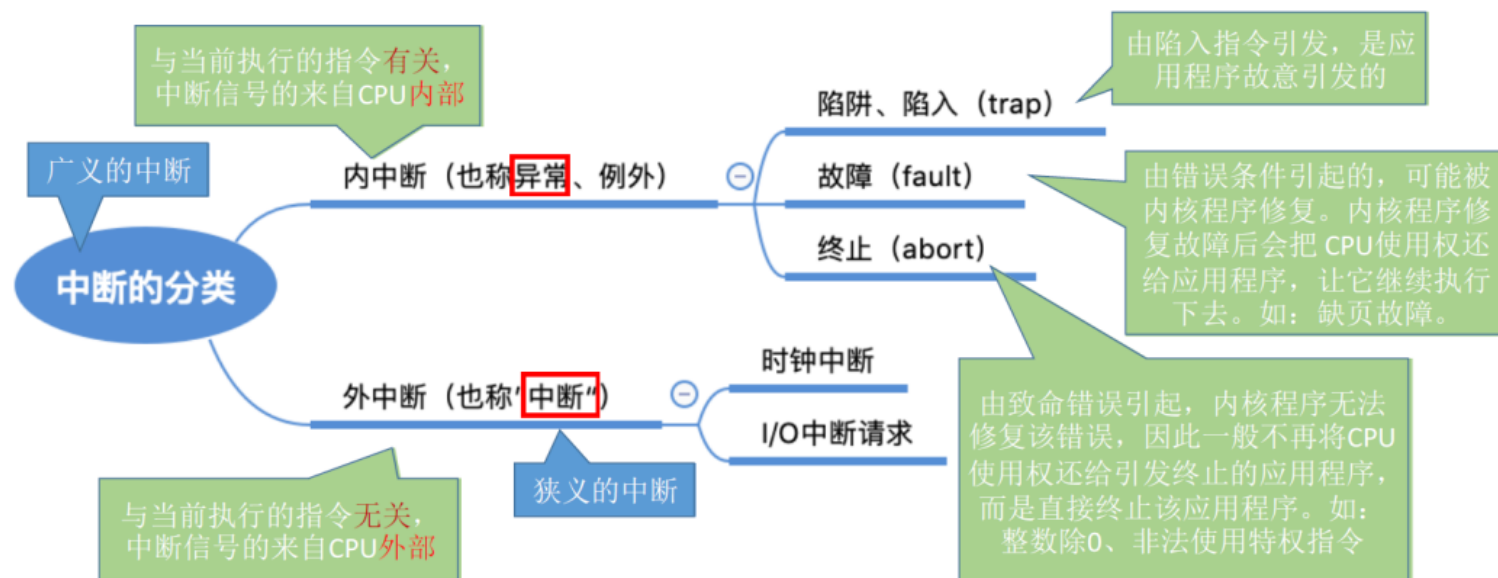 与当前执行的指令有关，
中断信号的来自CPU内部
由陷入指令引发，是应
用程序故意引发的
陷阱、陷入（trap）
广义的中断
内中断（也称异常、例外）
故障（fault）
由错误条件引起的，可能被
内核程序修复。内核程序修
复故障后会把 CPU使用权还
给应用程序，让它继续执行
下去。如：缺页故障。
终止（abort）
中断的分类
时钟中断
外中断（也称“中断“）
I/O中断请求
由致命错误引起，内核程序无法
修复该错误，因此一般不再将CPU
使用权还给引发终止的应用程序，
而是直接终止该应用程序。如：
整数除0、非法使用特权指令
狭义的中断
与当前执行的指令无关，
中断信号的来自CPU外部